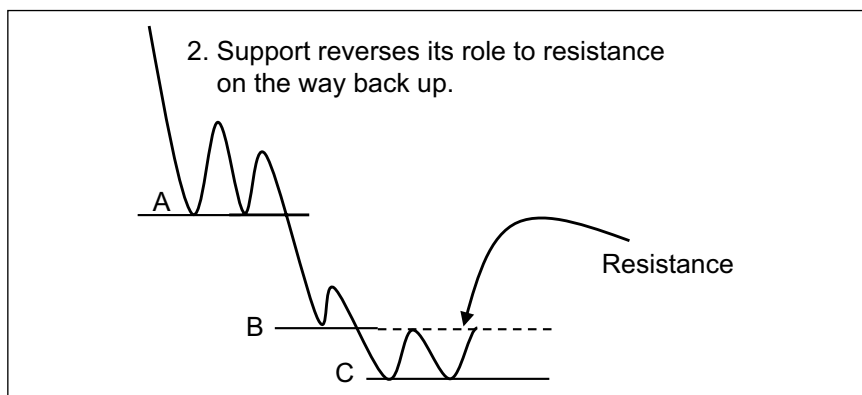 2. Support reverses its role to resistance
on the way back up.
A
Resistance
B
C